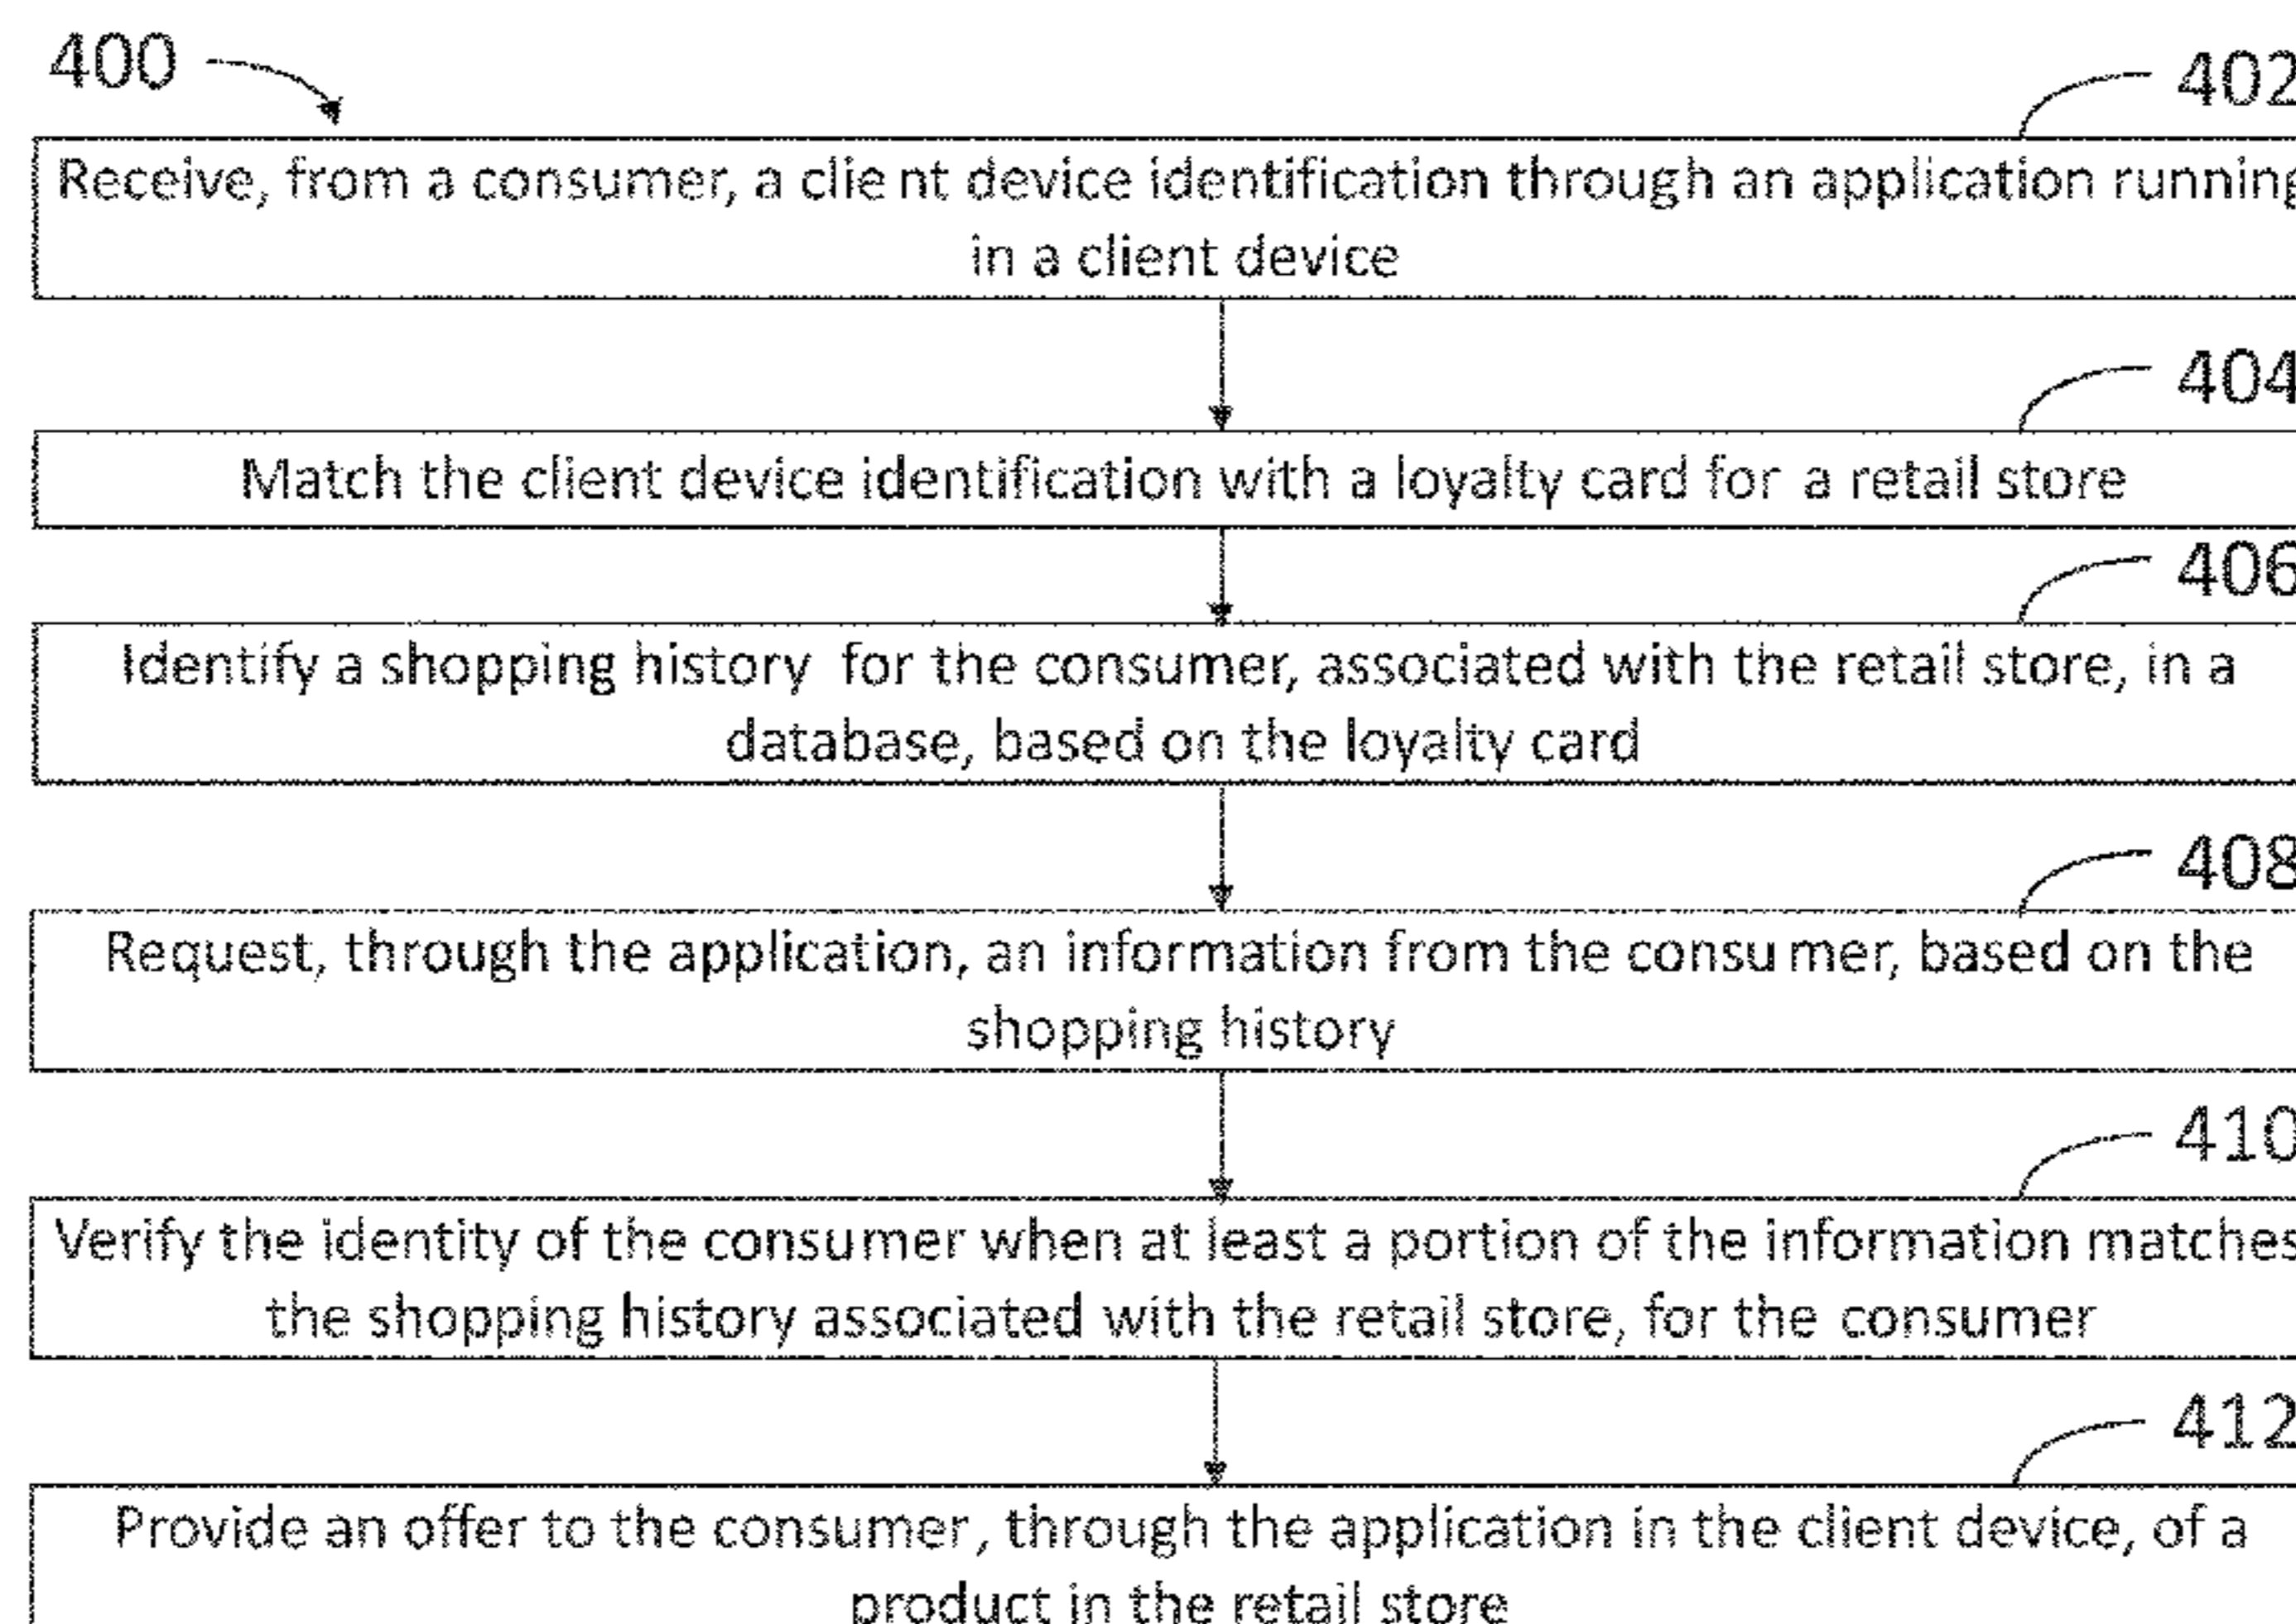 400
402
Receive, from a consumer, a client device identification through an application running
in a client device
404
Match the client device identification with a loyalty card for a retail store
406
Identify a shopping history for the consumer, associated with the retail store, in a
database, based on the loyalty card
408
Request, through the application, an information from the consumer, based on the
shopping history
410
Verify the identity of the consumer when at least a portion of the information matches
the shopping history associated with the retail store, for the consumer
412
Provide an offer to the consumer, through the application in the client device, of a
product in the retail store